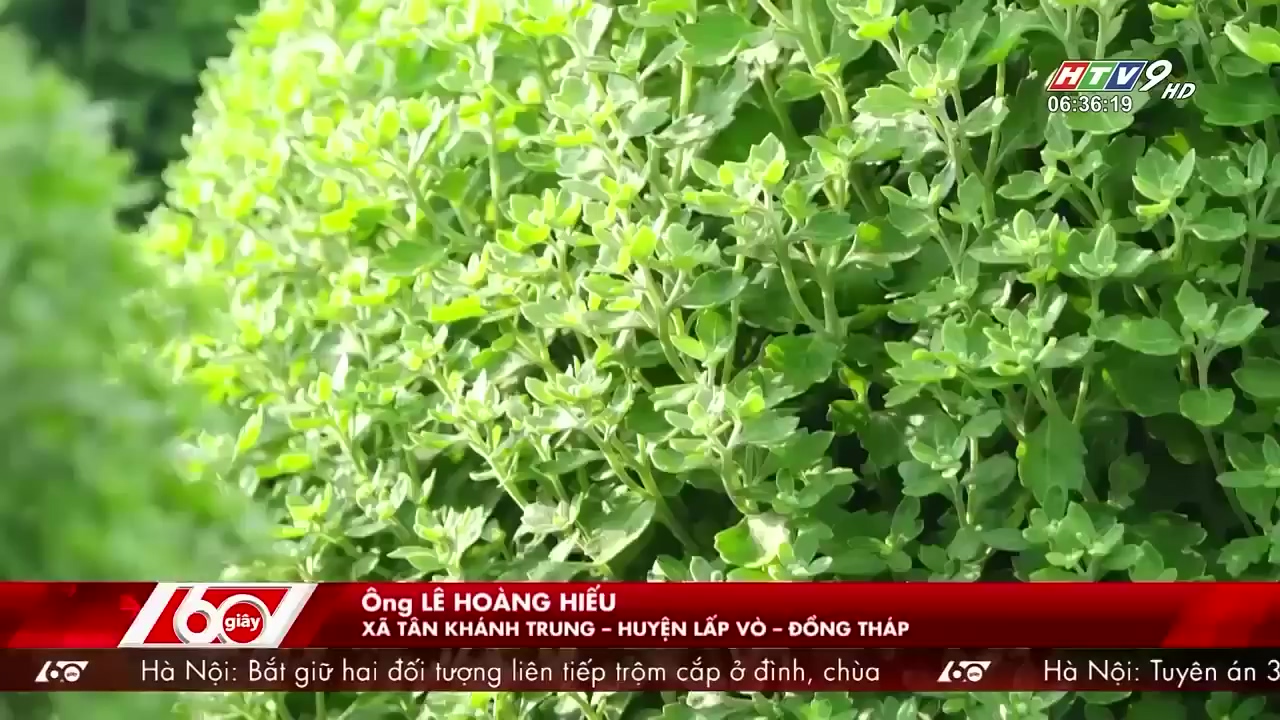 HTV9 HD
06:36:19
60 giây
Ông LÊ HOÀNG HIẾU
XÃ TÂN KHÁNH TRUNG – HUYỆN LẤP VÒ – ĐỒNG THÁP
60 Hà Nội: Bắt giữ hai đối tượng liên tiếp trộm cắp ở đình, chùa 60 Hà Nội: Tuyên án 3